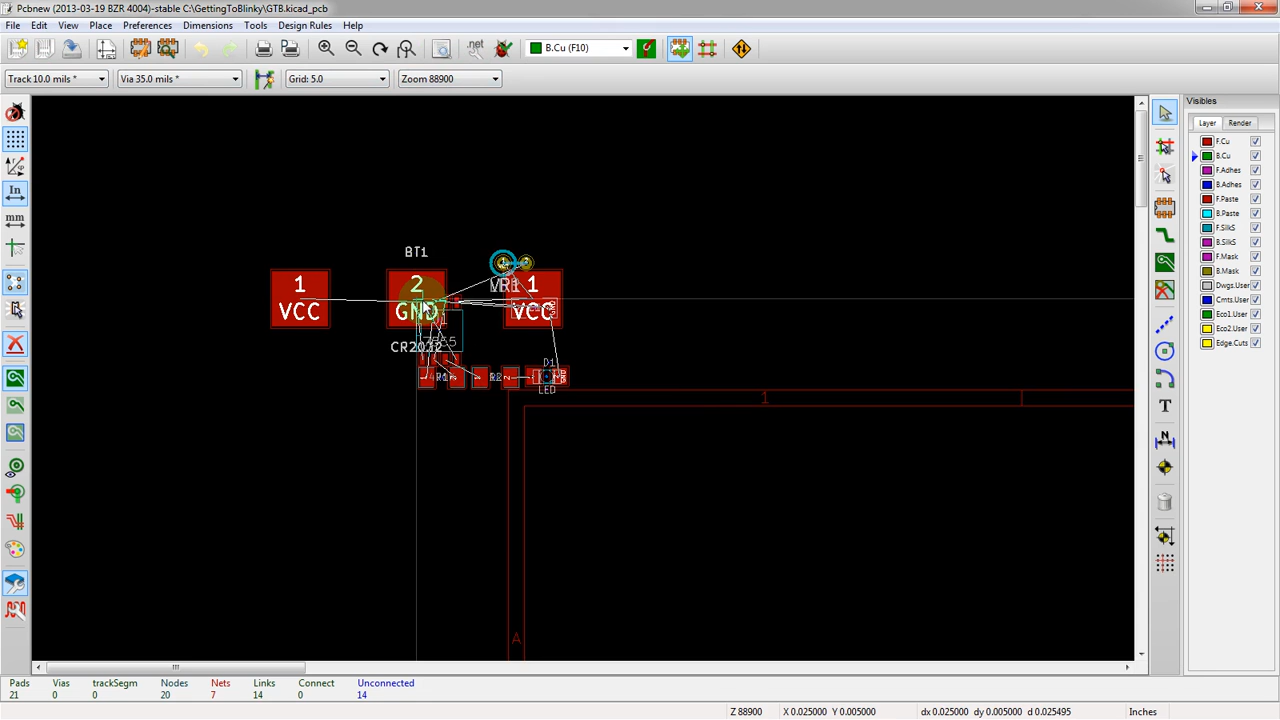 Pcbnew (2013-03-19 BZR 4004)-stable C:\GettingToBlinky\GTB.kicad_pcb
File Edit View Place Preferences Dimensions Tools Design Rules Help
.net B.Cu (F10)
Track 10.0 mils * Via 35.0 mils * Grid: 5.0 Zoom 88900
Visibles
Layer Render
F.Cu
B.Cu
F.Adhes
B.Adhes
F.Paste
B.Paste
F.SilkS
B.SilkS
F.Mask
B.Mask
Dwgs.User
Cmts.User
Eco1.User
Eco2.User
Edge.Cuts
In
mm
T
N
BT1
1 2 1
VR1
VCC GND VCC
CR2032
D1
R1 R2
LED
1
A
Pads Vias trackSegm Nodes Nets Links Connect Unconnected
21 0 0 20 7 14 0 14
Z 88900 X 0.025000 Y 0.005000 dx 0.025000 dy 0.005000 d 0.025495 Inches